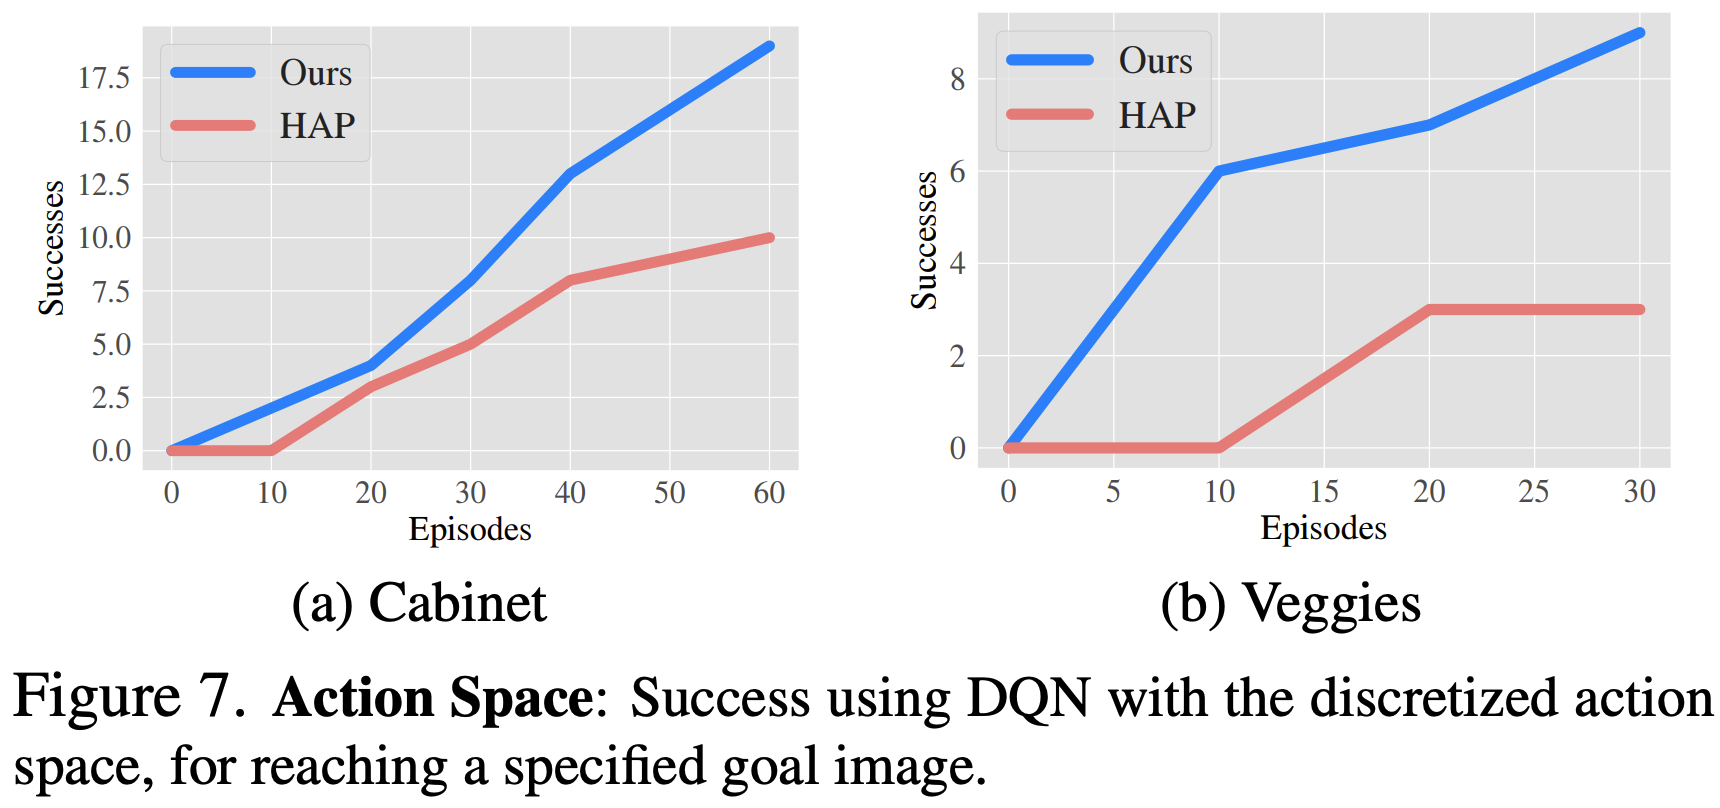 Ours
HAP
17.5
15.0
12.5
10.0
7.5
5.0
2.5
0.0
Successes
0 10 20 30 40 50 60
Episodes
(a) Cabinet
Ours
HAP
8
6
4
2
0
Successes
0 5 10 15 20 25 30
Episodes
(b) Veggies
Figure 7. Action Space: Success using DQN with the discretized action
space, for reaching a specified goal image.